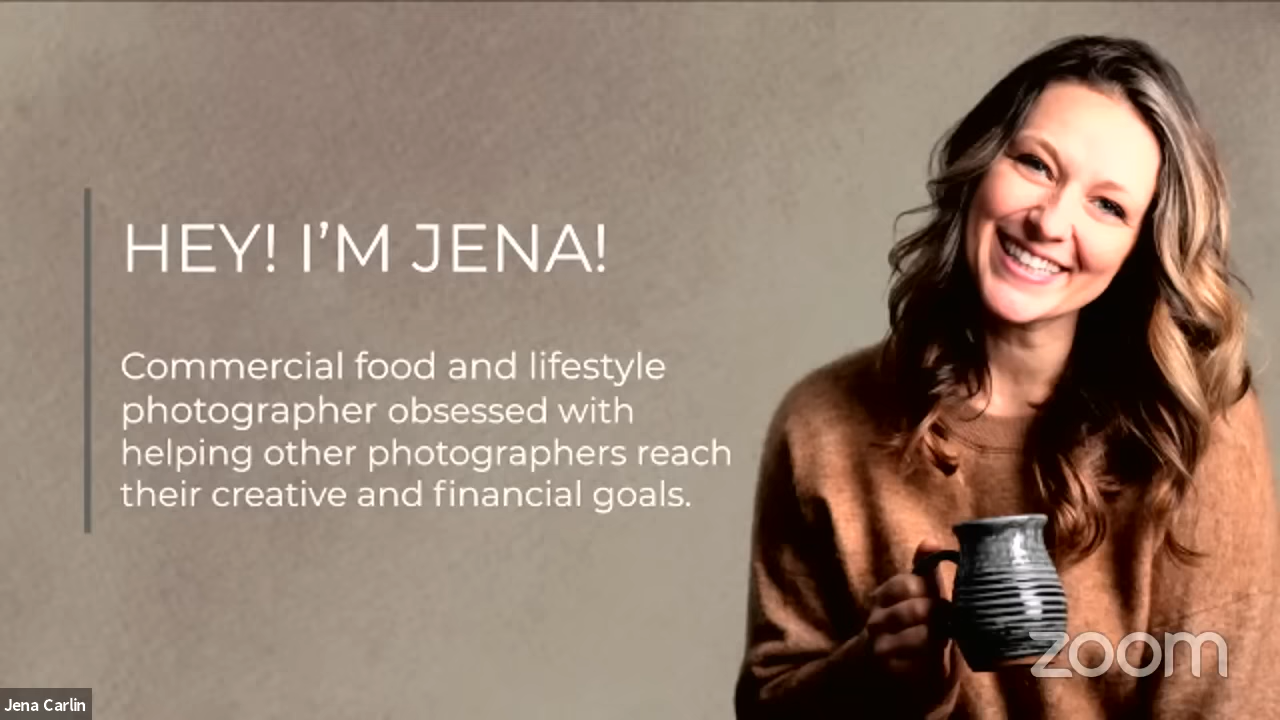 HEY! I'M JENA!
Commercial food and lifestyle
photographer obsessed with
helping other photographers reach
their creative and financial goals.
zoom
Jena Carlin